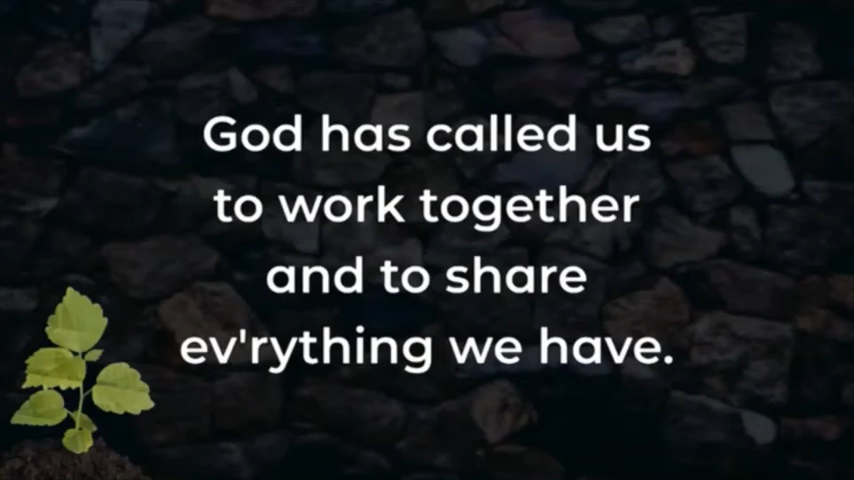 God has called us
to work together
and to share
ev'rything we have.